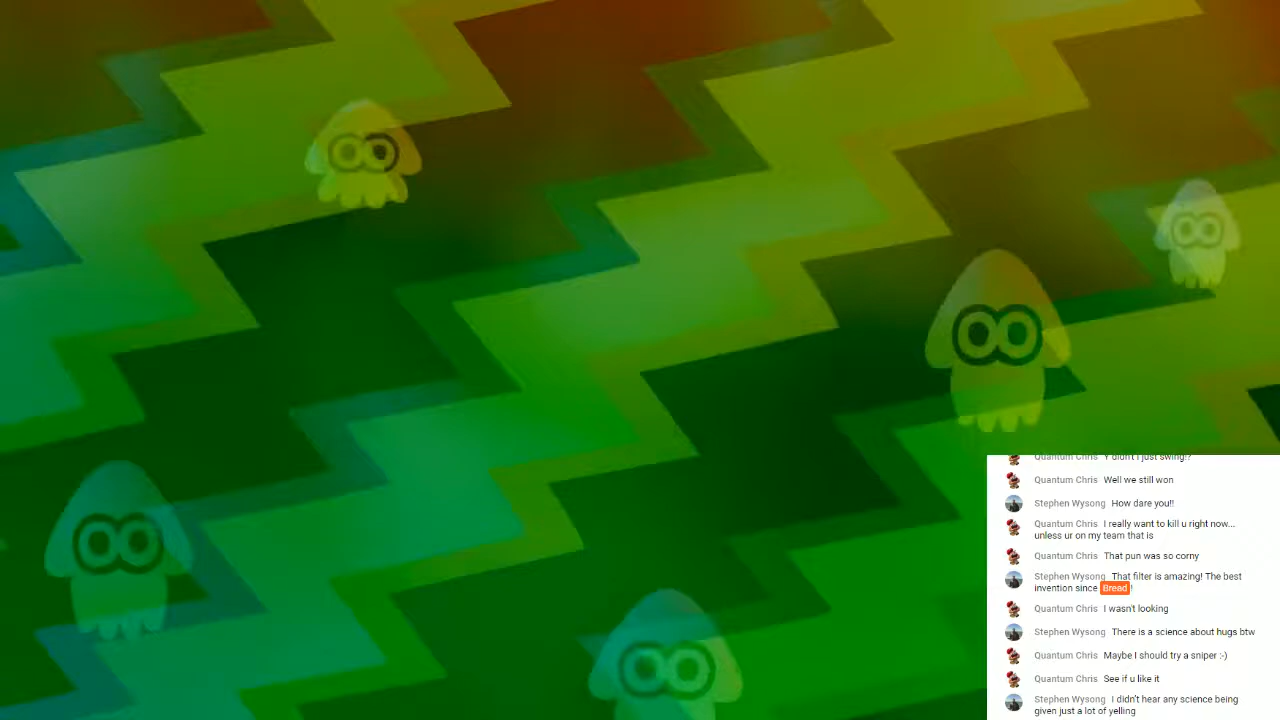 Quantum Chris Y didn't I just swing!?
Quantum Chris Well we still won
Stephen Wysong How dare you!!
Quantum Chris I really want to kill u right now...
unless ur on my team that is
Quantum Chris That pun was so corny
Stephen Wysong That filter is amazing! The best
invention since Bread !
Quantum Chris I wasn't looking
Stephen Wysong There is a science about hugs btw
Quantum Chris Maybe I should try a sniper :-)
Quantum Chris See if u like it
Stephen Wysong I didn't hear any science being
given just a lot of yelling